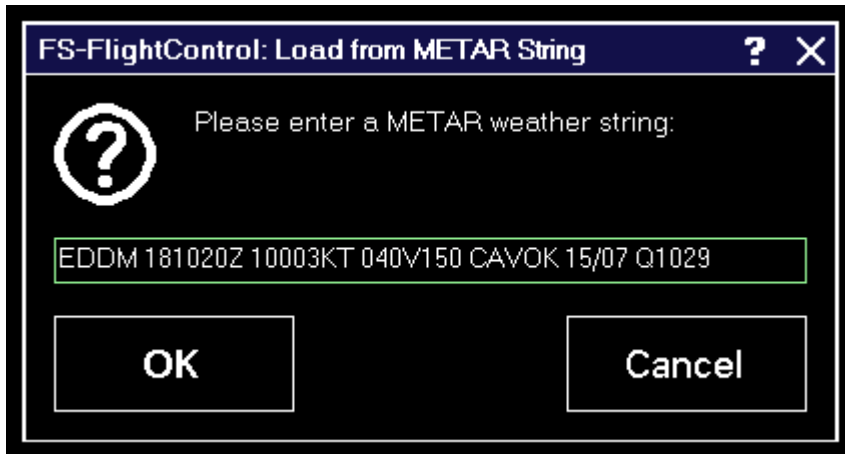 FS-FlightControl: Load from METAR String ? X
? Please enter a METAR weather string:
EDDM 181020Z 10003KT 040V150 CAVOK 15/07 Q1029
OK Cancel